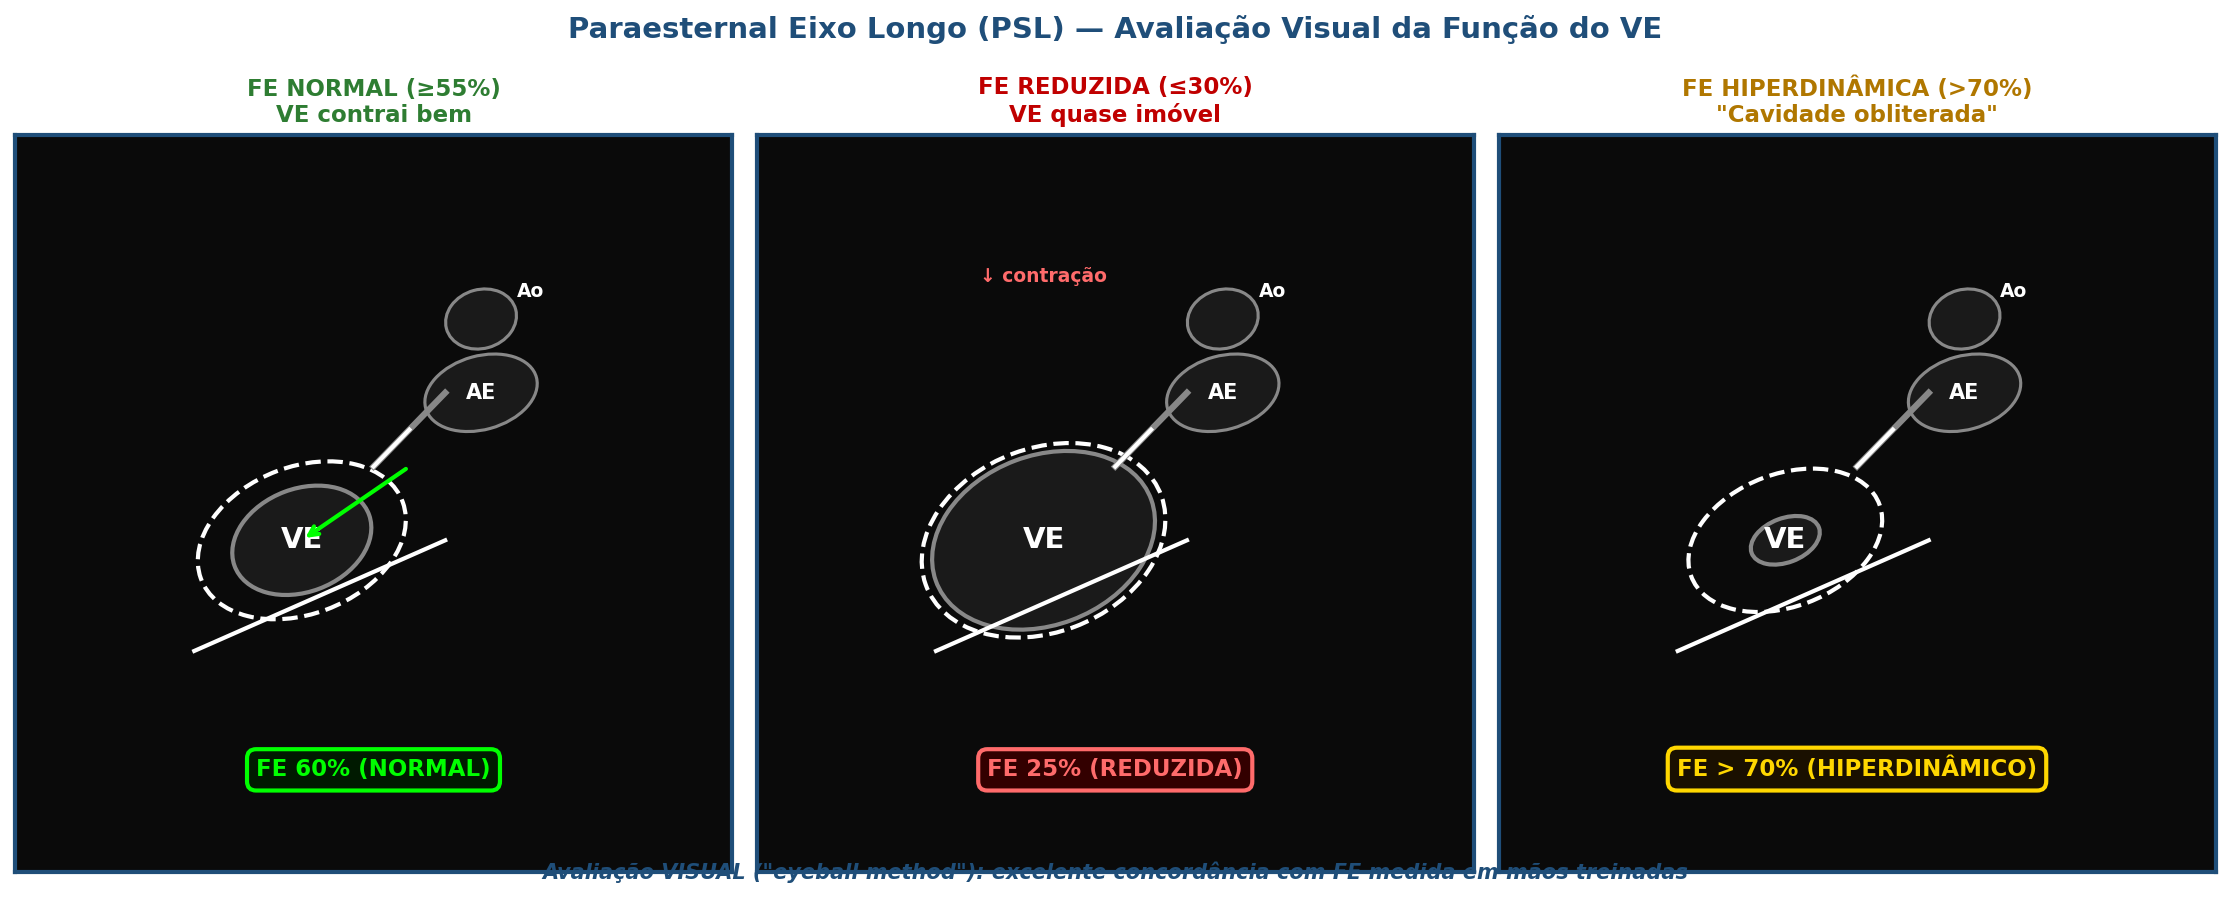 Paraesternal Eixo Longo (PSL) — Avaliação Visual da Função do VE
FE NORMAL (≥55%)
VE contrai bem
Ao
AE
VE
FE 60% (NORMAL)
FE REDUZIDA (≤30%)
VE quase imóvel
↓ contração
Ao
AE
VE
FE 25% (REDUZIDA)
FE HIPERDINÂMICA (>70%)
"Cavidade obliterada"
Ao
AE
VE
FE > 70% (HIPERDINÂMICO)
Avaliação VISUAL ("eyeball method"): excelente concordância com FE medida em mãos treinadas